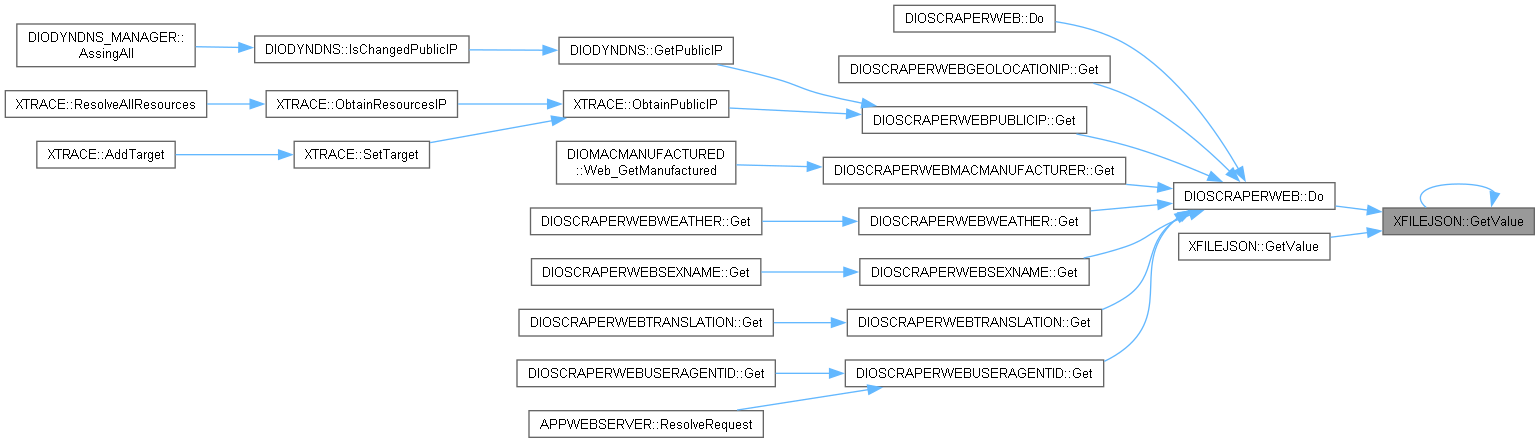 DIOSCRAPERWEB::Do
DIODYNDNS_MANAGER::
AssingAll
DIODYNDNS::IsChangedPublicIP
DIODYNDNS::GetPublicIP
DIOSCRAPERWEBGEOLOCATIONIP::Get
XTRACE::ResolveAllResources
XTRACE::ObtainResourcesIP
XTRACE::ObtainPublicIP
DIOSCRAPERWEBPUBLICIP::Get
XTRACE::AddTarget
XTRACE::SetTarget
DIOMACMANUFACTURED
::Web_GetManufactured
DIOSCRAPERWEBMACMANUFACTURER::Get
DIOSCRAPERWEB::Do
DIOSCRAPERWEBWEATHER::Get
DIOSCRAPERWEBWEATHER::Get
XFILEJSON::GetValue
XFILEJSON::GetValue
DIOSCRAPERWEBSEXNAME::Get
DIOSCRAPERWEBSEXNAME::Get
DIOSCRAPERWEBTRANSLATION::Get
DIOSCRAPERWEBTRANSLATION::Get
DIOSCRAPERWEBUSERAGENTID::Get
DIOSCRAPERWEBUSERAGENTID::Get
APPWEBSERVER::ResolveRequest